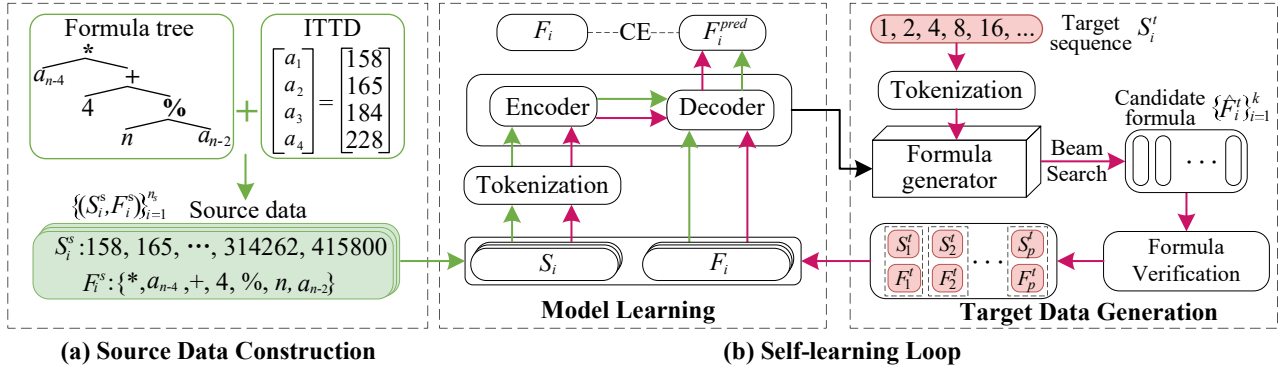 Formula tree
*
a_{n-4}
+
4
%
n
a_{n-2}
+
ITTD
a_1
a_2
a_3
a_4
=
158
165
184
228
{(S_i^s, F_i^s)}_{i=1}^{n_s}
Source data
S_i^s :158, 165, ⋯, 314262, 415800
F_i^s :{*, a_{n-4} ,+, 4, %, n, a_{n-2}}
(a) Source Data Construction
F_i
CE
F_i^{pred}
Encoder
Decoder
Tokenization
S_i
F_i
Model Learning
1, 2, 4, 8, 16, ...
Target
sequence S_i^t
Tokenization
Formula
generator
Beam
Search
Candidate
formula {F̂_i^t}_{i=1}^k
⋯
Formula
Verification
S_1^t S_2^t ⋯ S_p^t
F_1^t F_2^t F_p^t
Target Data Generation
(b) Self-learning Loop